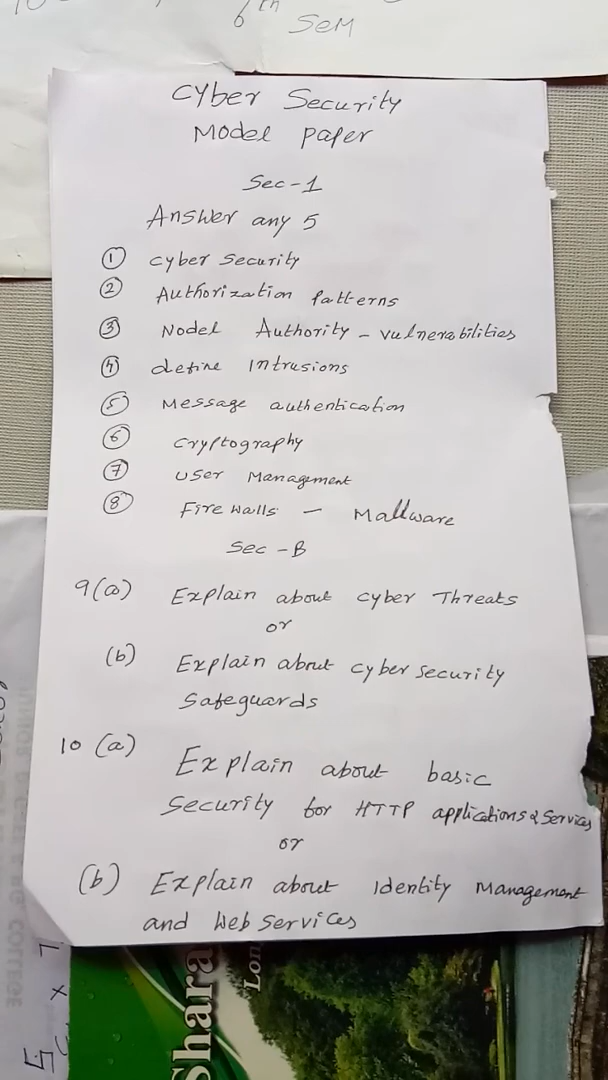 6th
SeM
Cyber Security
Model Paper
Sec-1
Answer any 5
① Cyber Security
② Authorization Patterns
③ Nodel Authority - vulnerabilities
④ define Intrusions
⑤ Message authentication
⑥ Cryptography
⑦ User Management
⑧ Fire walls - Mallware
Sec - B
9(a) Explain about Cyber Threats
or
(b) Explain about Cyber Security
Safeguards
10 (a) Explain about basic
Security for HTTP applications & Services
or
(b) Explain about Identity Management
and Web Services
COLLEGE
Shara
Lon